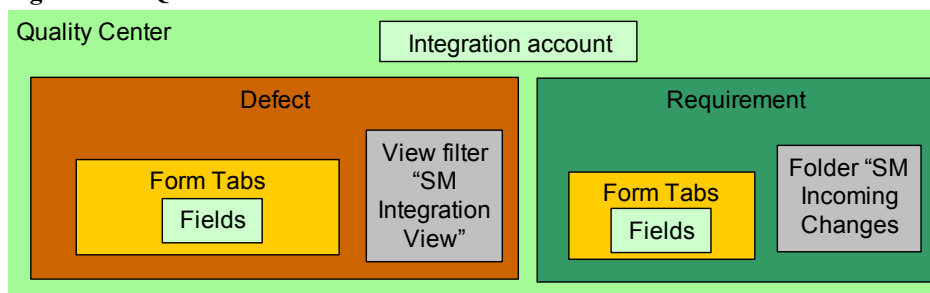 Quality Center
Integration account
Defect
Form Tabs
Fields
View filter
“SM
Integration
View”
Requirement
Form Tabs
Fields
Folder “SM
Incoming
Changes